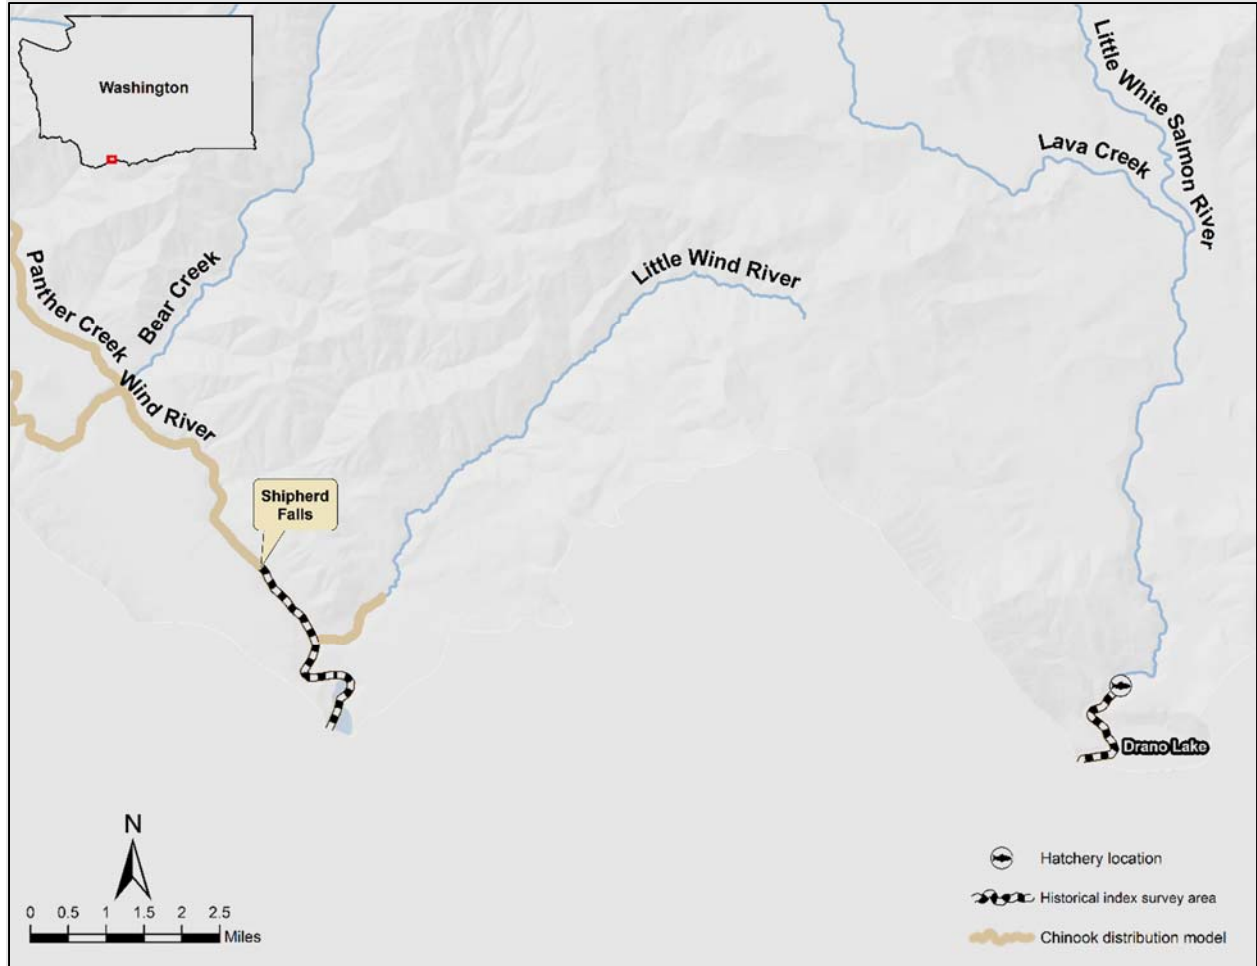 Washington
Little White Salmon River
Lava Creek
Little Wind River
Bear Creek
Panther Creek
Wind River
Shipherd
Falls
Drano Lake
N
0 0.5 1 1.5 2 2.5
Miles
Hatchery location
Historical index survey area
Chinook distribution model